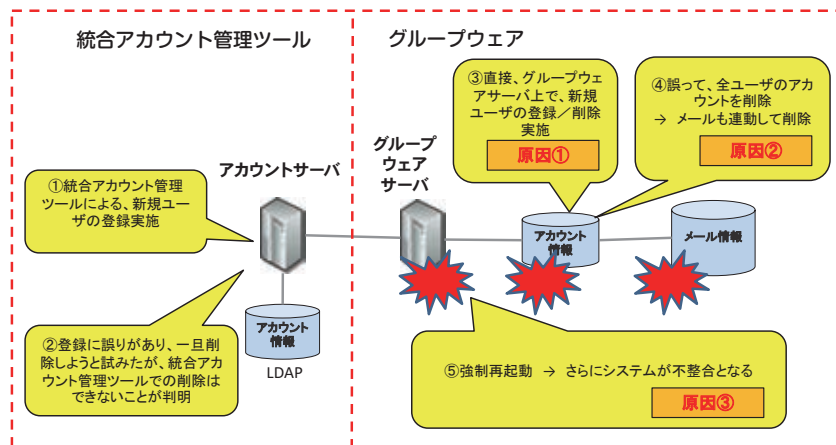 統合アカウント管理ツール
グループウェア
③直接、グループウェ
アサーバ上で、新規
ユーザの登録／削除
実施
原因①
④誤って、全ユーザのアカ
ウントを削除
→ メールも連動して削除
原因②
①統合アカウント管理
ツールによる、新規ユー
ザの登録実施
アカウントサーバ
グループ
ウェア
サーバ
アカウント
情報
メール情報
②登録に誤りがあり、一旦削
除しようと試みたが、統合アカ
ウント管理ツールでの削除は
できないことが判明
アカウント
情報
LDAP
⑤強制再起動 → さらにシステムが不整合となる
原因③